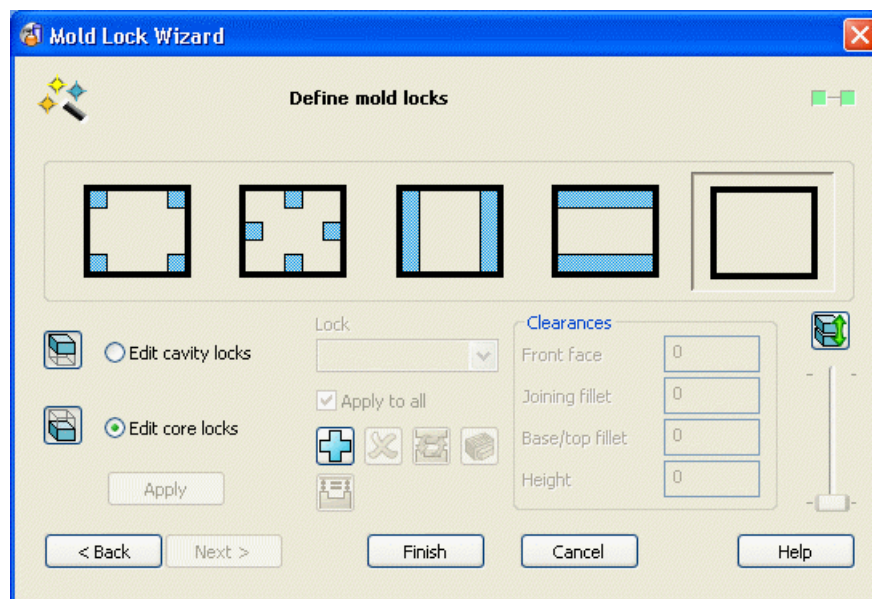 Mold Lock Wizard
Define mold locks
Lock
Clearances
Edit cavity locks
Front face 0
Apply to all
Joining fillet 0
Edit core locks
Base/top fillet 0
Apply
Height 0
< Back Next > Finish Cancel Help